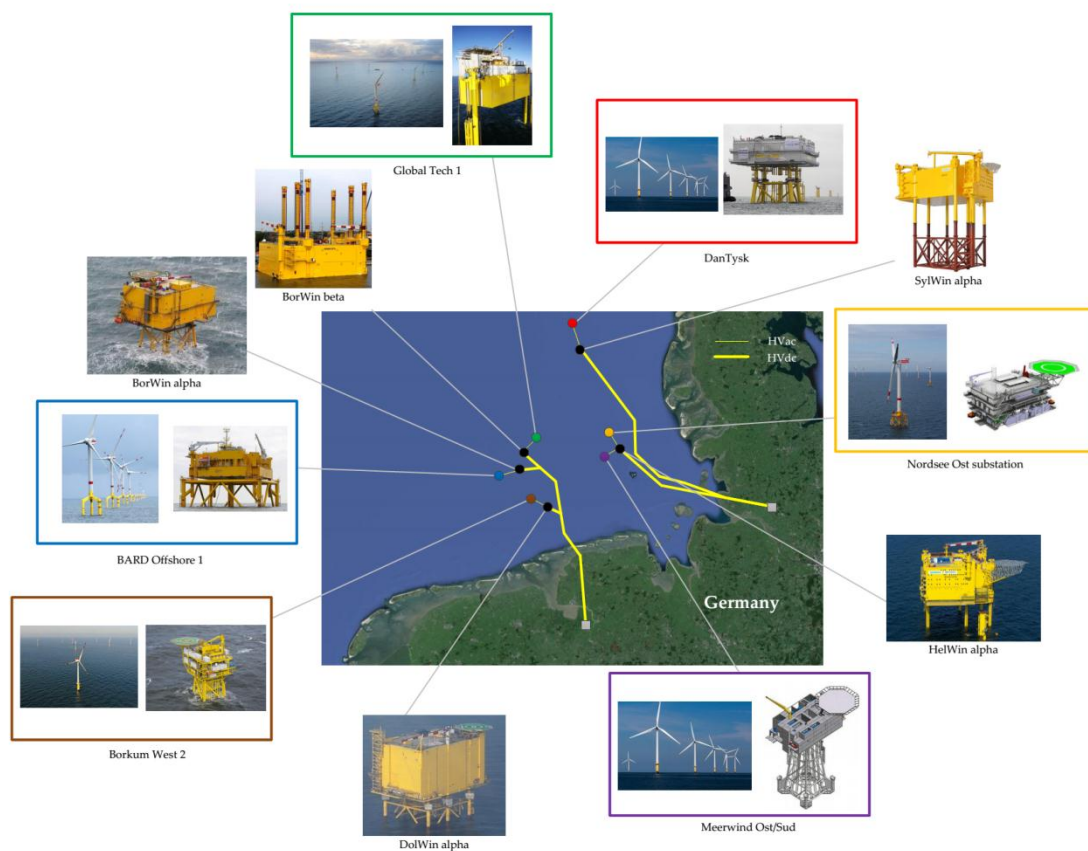 Global Tech 1
DanTysk
SylWin alpha
BorWin beta
BorWin alpha
HVac
HVdc
Nordsee Ost substation
BARD Offshore 1
Germany
HelWin alpha
Borkum West 2
DolWin alpha
Meerwind Ost/Sud